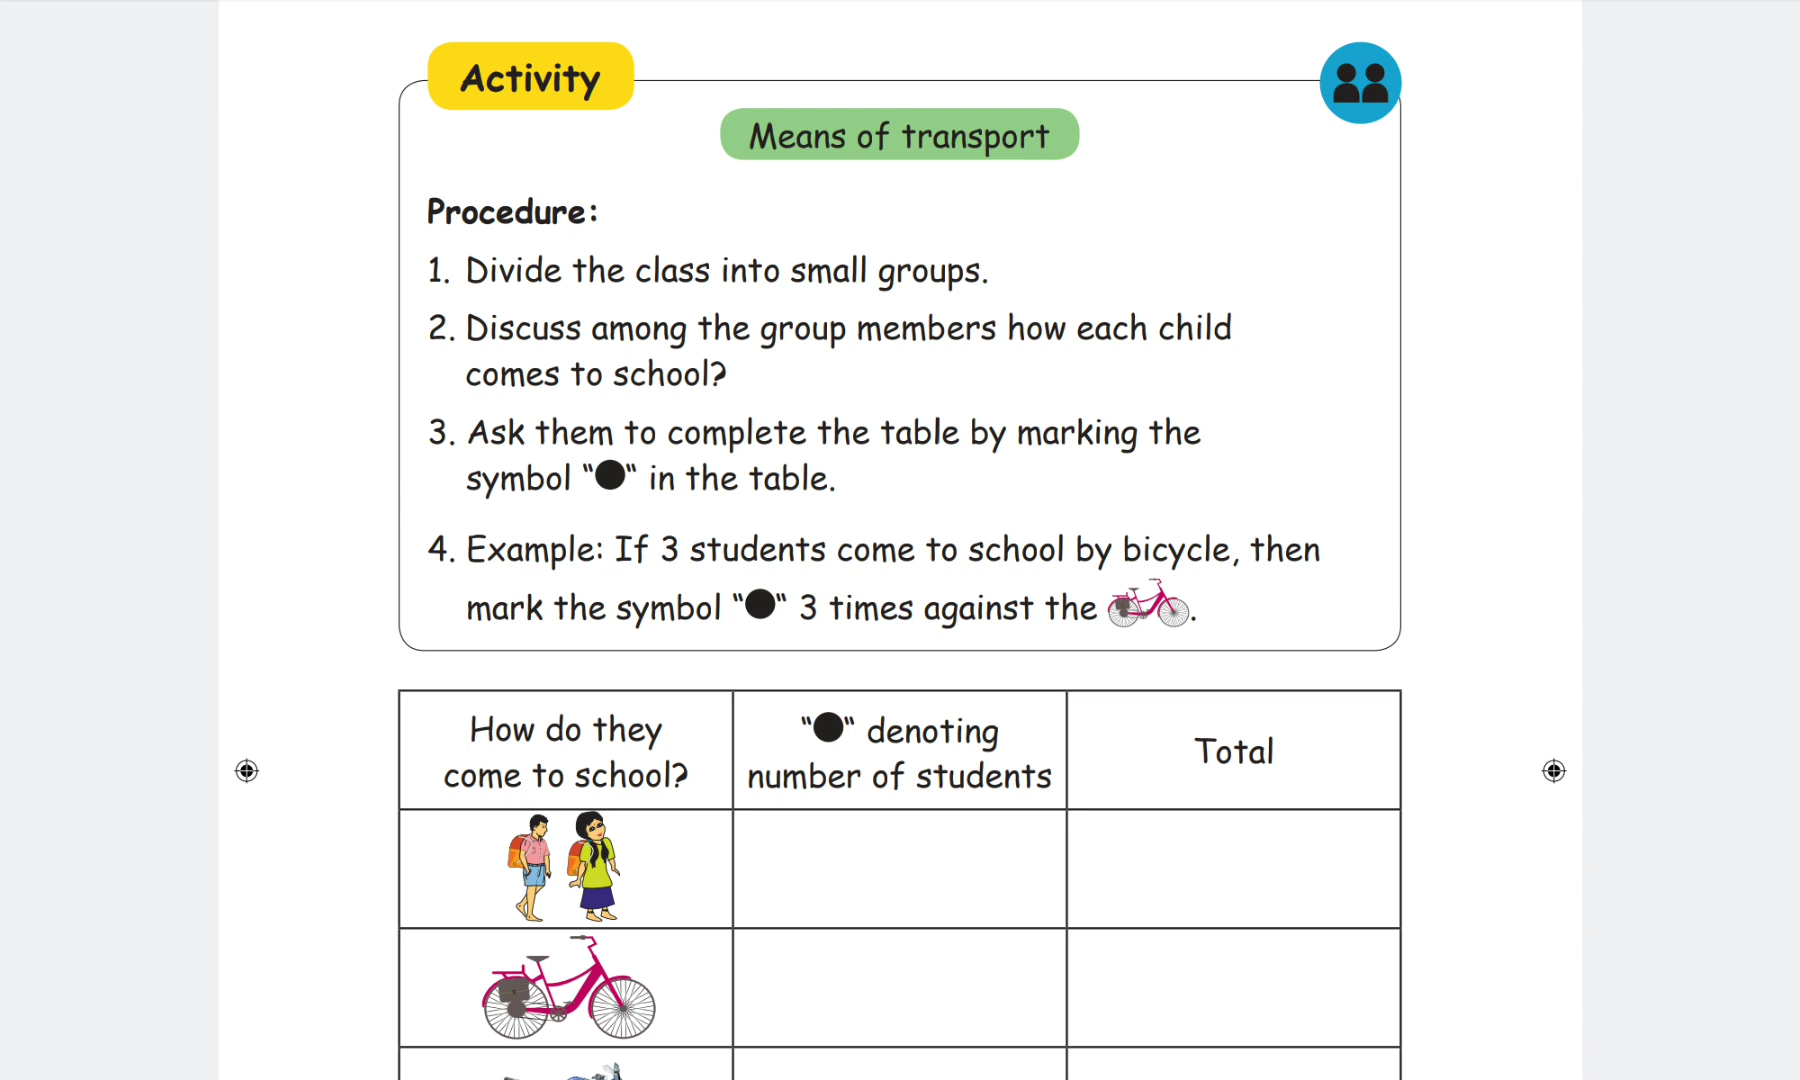 Activity
Means of transport
Procedure:
1. Divide the class into small groups.
2. Discuss among the group members how each child
comes to school?
3. Ask them to complete the table by marking the
symbol "●" in the table.
4. Example: If 3 students come to school by bicycle, then
mark the symbol "●" 3 times against the .
How do they
come to school?
"●" denoting
number of students
Total